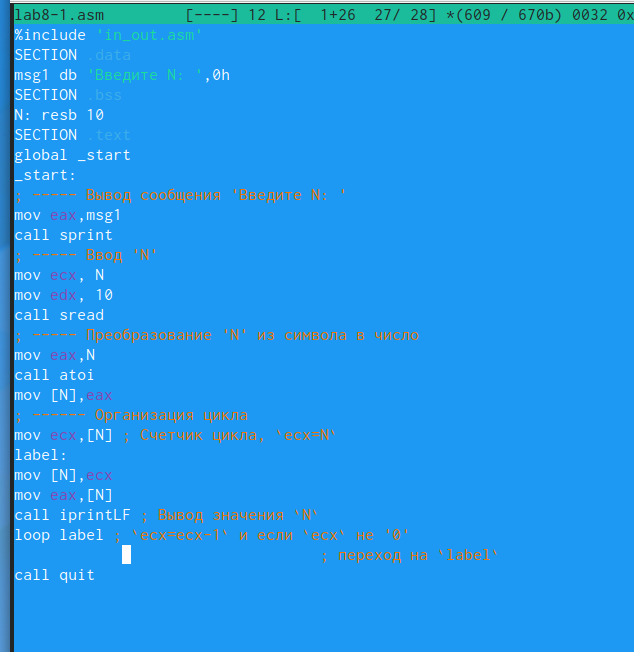 lab8-1.asm [----] 12 L:[ 1+26 27/ 28] *(609 / 670b) 0032 0x
%include 'in_out.asm'
SECTION .data
msg1 db 'Введите N: ',0h
SECTION .bss
N: resb 10
SECTION .text
global _start
_start:
; ----- Вывод сообщения 'Введите N: '
mov eax,msg1
call sprint
; ----- Ввод 'N'
mov ecx, N
mov edx, 10
call sread
; ----- Преобразование 'N' из символа в число
mov eax,N
call atoi
mov [N],eax
; ------ Организация цикла
mov ecx,[N] ; Счетчик цикла, `ecx=N`
label:
mov [N],ecx
mov eax,[N]
call iprintLF ; Вывод значения `N`
loop label ; `ecx=ecx-1` и если `ecx` не '0'
; переход на `label`
call quit